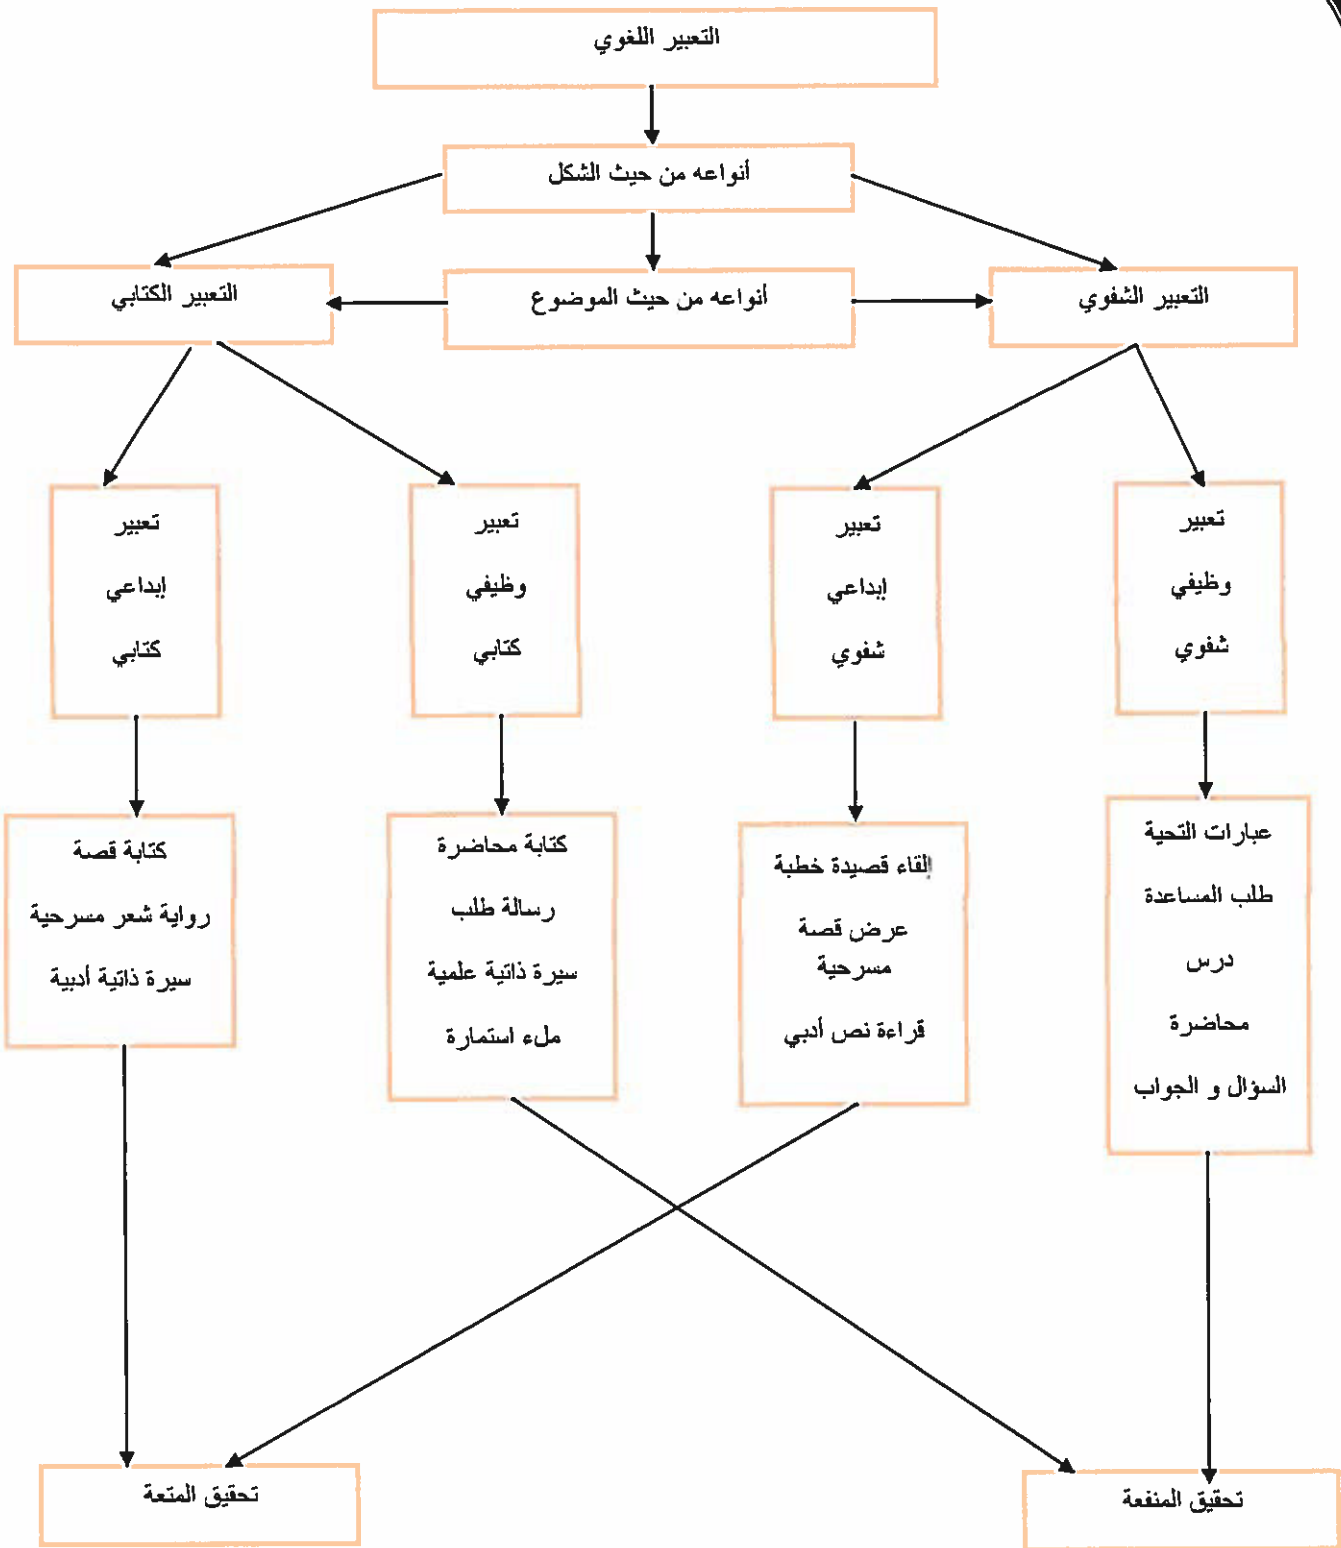 التعبير اللغوي
أنواعه من حيث الشكل
التعبير الشفوي
أنواعه من حيث الموضوع
التعبير الكتابي
تعبير
وظيفي
شفوي
تعبير
إبداعي
شفوي
تعبير
وظيفي
كتابي
تعبير
إبداعي
كتابي
عبارات التحية
طلب المساعدة
درس
محاضرة
السؤال و الجواب
إلقاء قصيدة خطبة
عرض قصة
مسرحية
قراءة نص أدبي
كتابة محاضرة
رسالة طلب
سيرة ذاتية علمية
ملء استمارة
كتابة قصة
رواية شعر مسرحية
سيرة ذاتية أدبية
تحقيق المنفعة
تحقيق المتعة